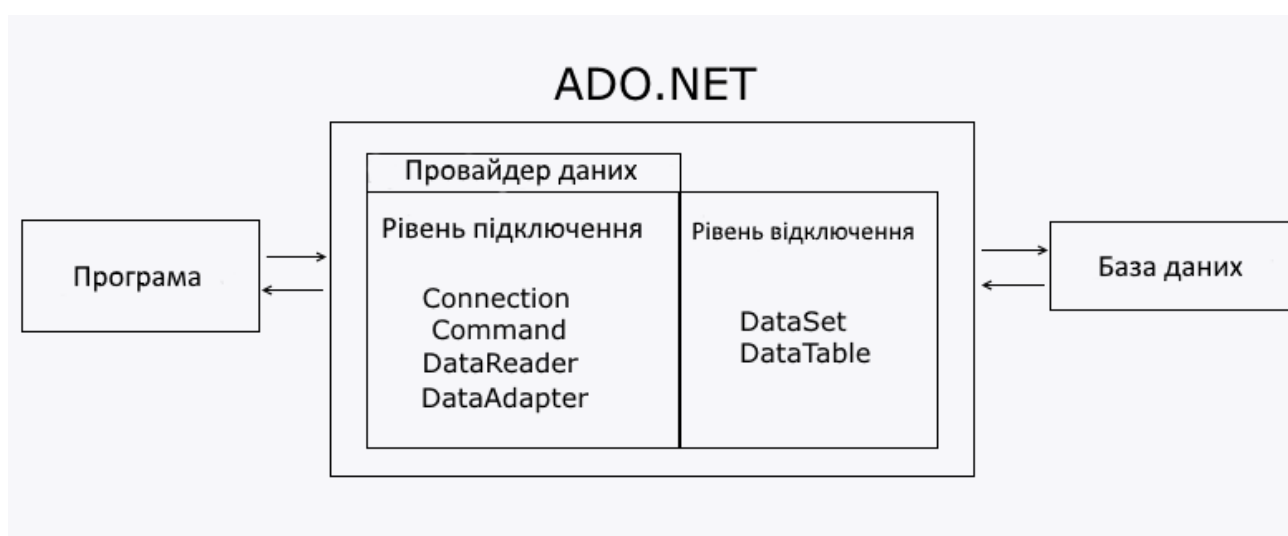 ADO.NET
Провайдер даних
Рівень підключення
Connection
Command
DataReader
DataAdapter
Рівень відключення
DataSet
DataTable
Програма
База даних